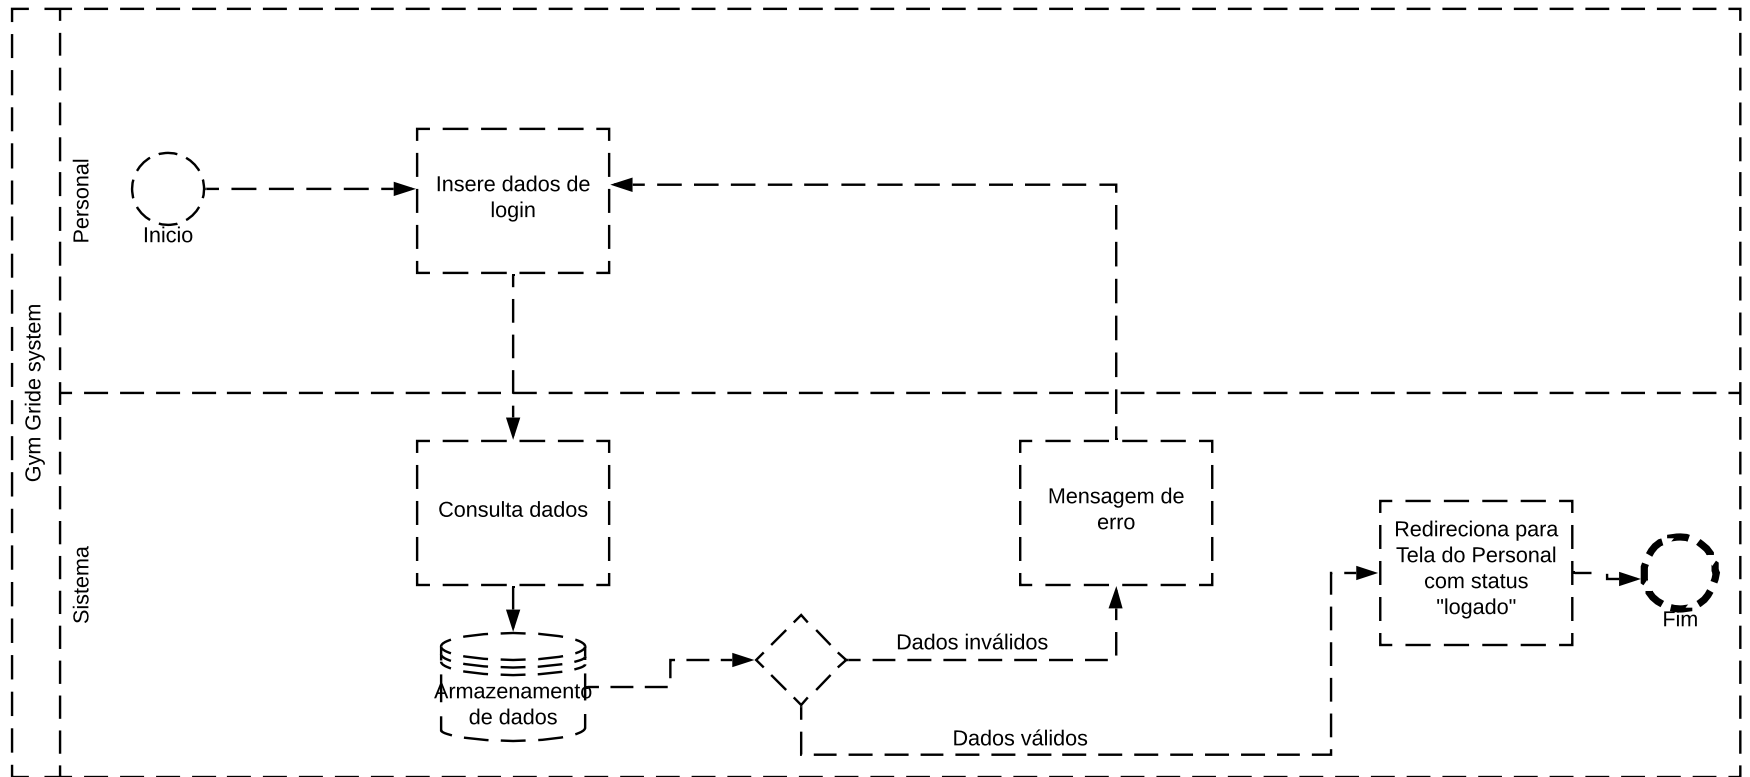 Gym Gride system
Personal
Inicio
Insere dados de
login
Sistema
Consulta dados
Armazenamento
de dados
Dados inválidos
Dados válidos
Mensagem de
erro
Redireciona para
Tela do Personal
com status
"logado"
Fim